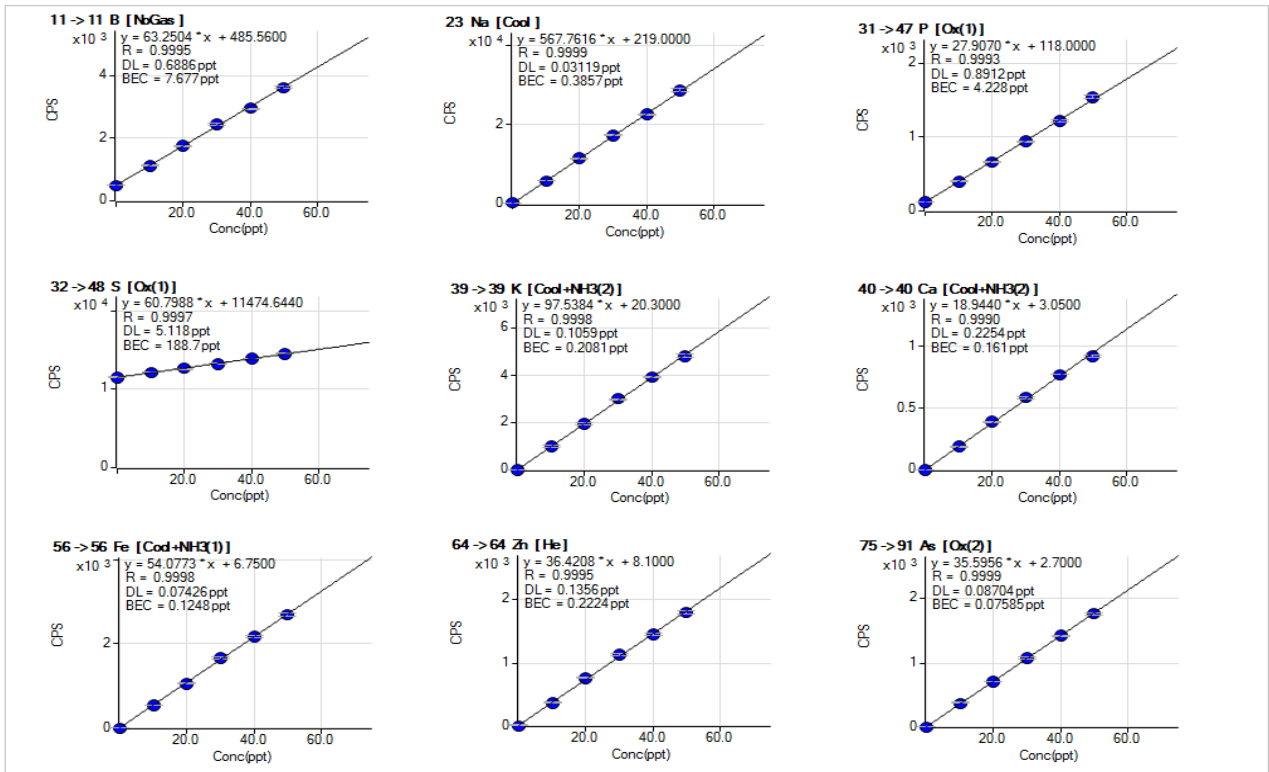 11 -> 11 B [NoGas]
x10 3
y = 63.2504 * x + 485.5600
R = 0.9995
DL = 0.6886 ppt
BEC = 7.677 ppt
4
2
0
CPS
20.0 40.0 60.0
Conc(ppt)
23 Na [Cool]
x10 4
y = 567.7616 * x + 219.0000
R = 0.9999
DL = 0.03119 ppt
BEC = 0.3857 ppt
2
0
CPS
20.0 40.0 60.0
Conc(ppt)
31 -> 47 P [Ox(1)]
x10 3
y = 27.9070 * x + 118.0000
R = 0.9993
DL = 0.8912 ppt
BEC = 4.228 ppt
2
1
0
CPS
20.0 40.0 60.0
Conc(ppt)
32 -> 48 S [Ox(1)]
x10 4
y = 60.7988 * x + 11474.6440
R = 0.9997
DL = 5.118 ppt
BEC = 188.7 ppt
1
0
CPS
20.0 40.0 60.0
Conc(ppt)
39 -> 39 K [Cool+NH3(2)]
x10 3
y = 97.5384 * x + 20.3000
R = 0.9998
DL = 0.1059 ppt
BEC = 0.2081 ppt
6
4
2
0
CPS
20.0 40.0 60.0
Conc(ppt)
40 -> 40 Ca [Cool+NH3(2)]
x10 3
y = 18.9440 * x + 3.0500
R = 0.9990
DL = 0.2254 ppt
BEC = 0.161 ppt
1
0.5
0
CPS
20.0 40.0 60.0
Conc(ppt)
56 -> 56 Fe [Cool+NH3(1)]
x10 3
y = 54.0773 * x + 6.7500
R = 0.9998
DL = 0.07426 ppt
BEC = 0.1248 ppt
2
0
CPS
20.0 40.0 60.0
Conc(ppt)
64 -> 64 Zn [He]
x10 3
y = 36.4208 * x + 8.1000
R = 0.9995
DL = 0.1356 ppt
BEC = 0.2224 ppt
2
1
0
CPS
20.0 40.0 60.0
Conc(ppt)
75 -> 91 As [Ox(2)]
x10 3
y = 35.5956 * x + 2.7000
R = 0.9999
DL = 0.08704 ppt
BEC = 0.07585 ppt
2
1
0
CPS
20.0 40.0 60.0
Conc(ppt)